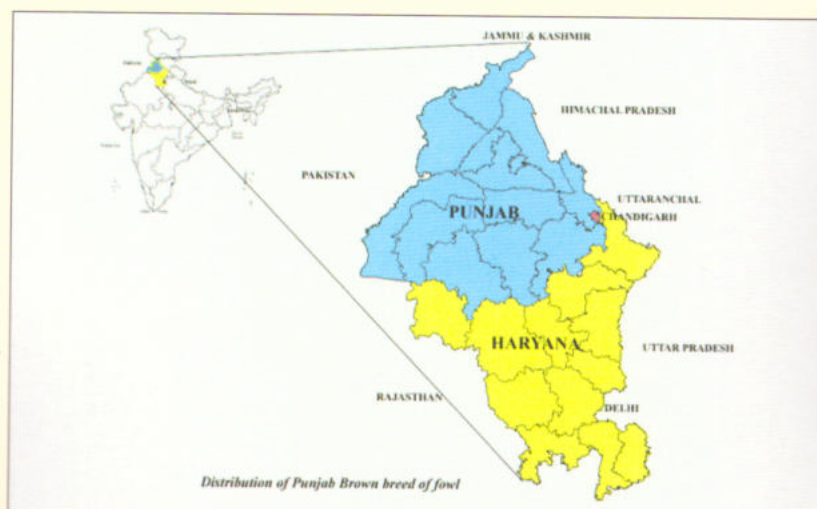 JAMMU & KASHMIR
HIMACHAL PRADESH
PAKISTAN
UTTARANCHAL
PUNJAB
CHANDIGARH
HARYANA
UTTAR PRADESH
RAJASTHAN
DELHI
Distribution of Punjab Brown breed of fowl